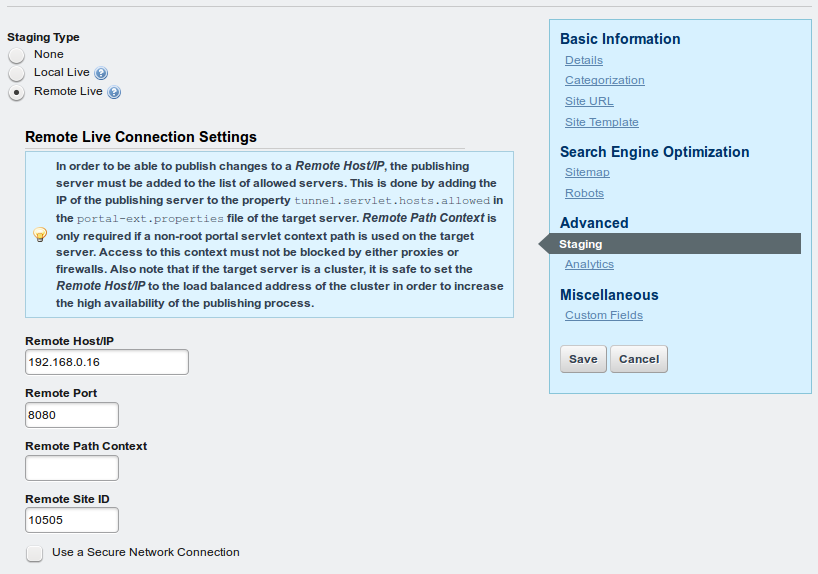 Staging Type
None
Local Live
Remote Live
Remote Live Connection Settings
In order to be able to publish changes to a Remote Host/IP, the publishing
server must be added to the list of allowed servers. This is done by adding the
IP of the publishing server to the property tunnel.servlet.hosts.allowed in
the portal-ext.properties file of the target server. Remote Path Context is
only required if a non-root portal servlet context path is used on the target
server. Access to this context must not be blocked by either proxies or
firewalls. Also note that if the target server is a cluster, it is safe to set the
Remote Host/IP to the load balanced address of the cluster in order to increase
the high availability of the publishing process.
Remote Host/IP
192.168.0.16
Remote Port
8080
Remote Path Context
Remote Site ID
10505
Use a Secure Network Connection
Basic Information
Details
Categorization
Site URL
Site Template
Search Engine Optimization
Sitemap
Robots
Advanced
Staging
Analytics
Miscellaneous
Custom Fields
Save Cancel